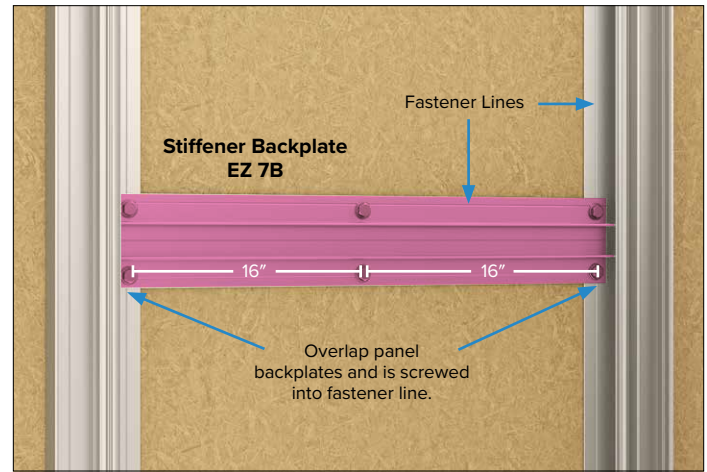 Fastener Lines
Stiffener Backplate
EZ 7B
16″
16″
Overlap panel
backplates and is screwed
into fastener line.